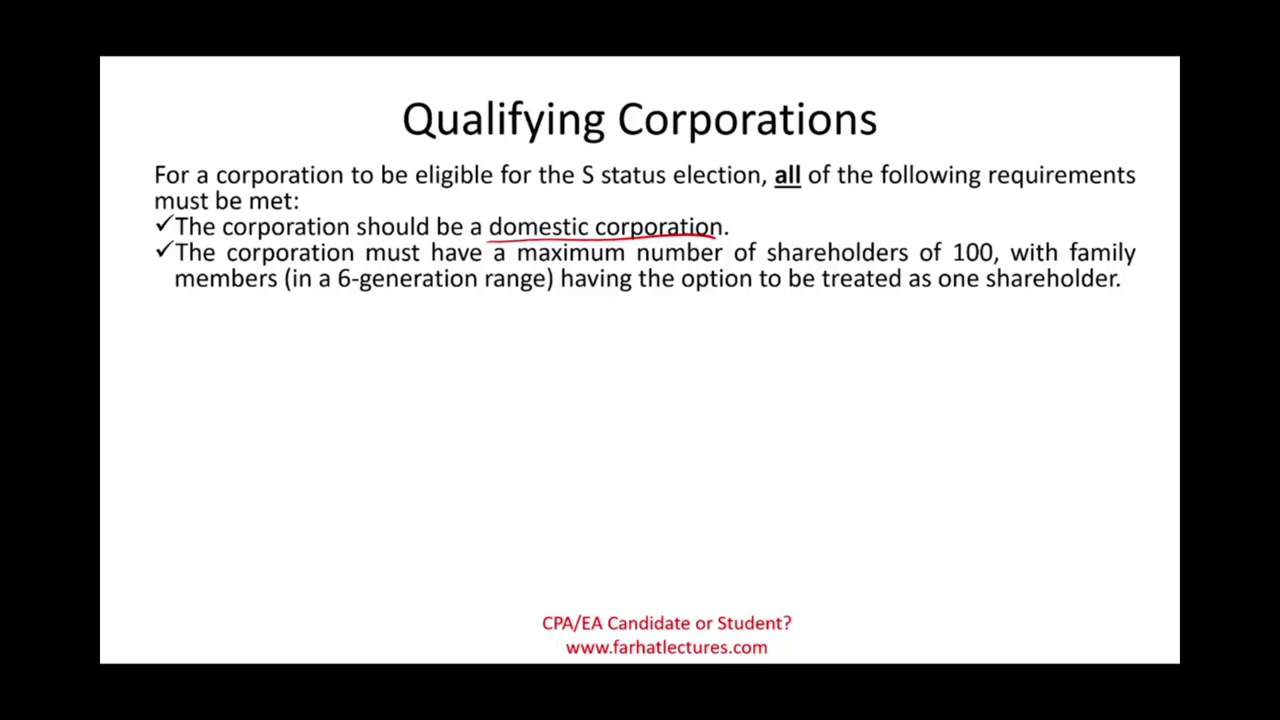 Qualifying Corporations
For a corporation to be eligible for the S status election, all of the following requirements
must be met:
✓The corporation should be a domestic corporation.
✓The corporation must have a maximum number of shareholders of 100, with family
members (in a 6-generation range) having the option to be treated as one shareholder.
CPA/EA Candidate or Student?
www.farhatlectures.com